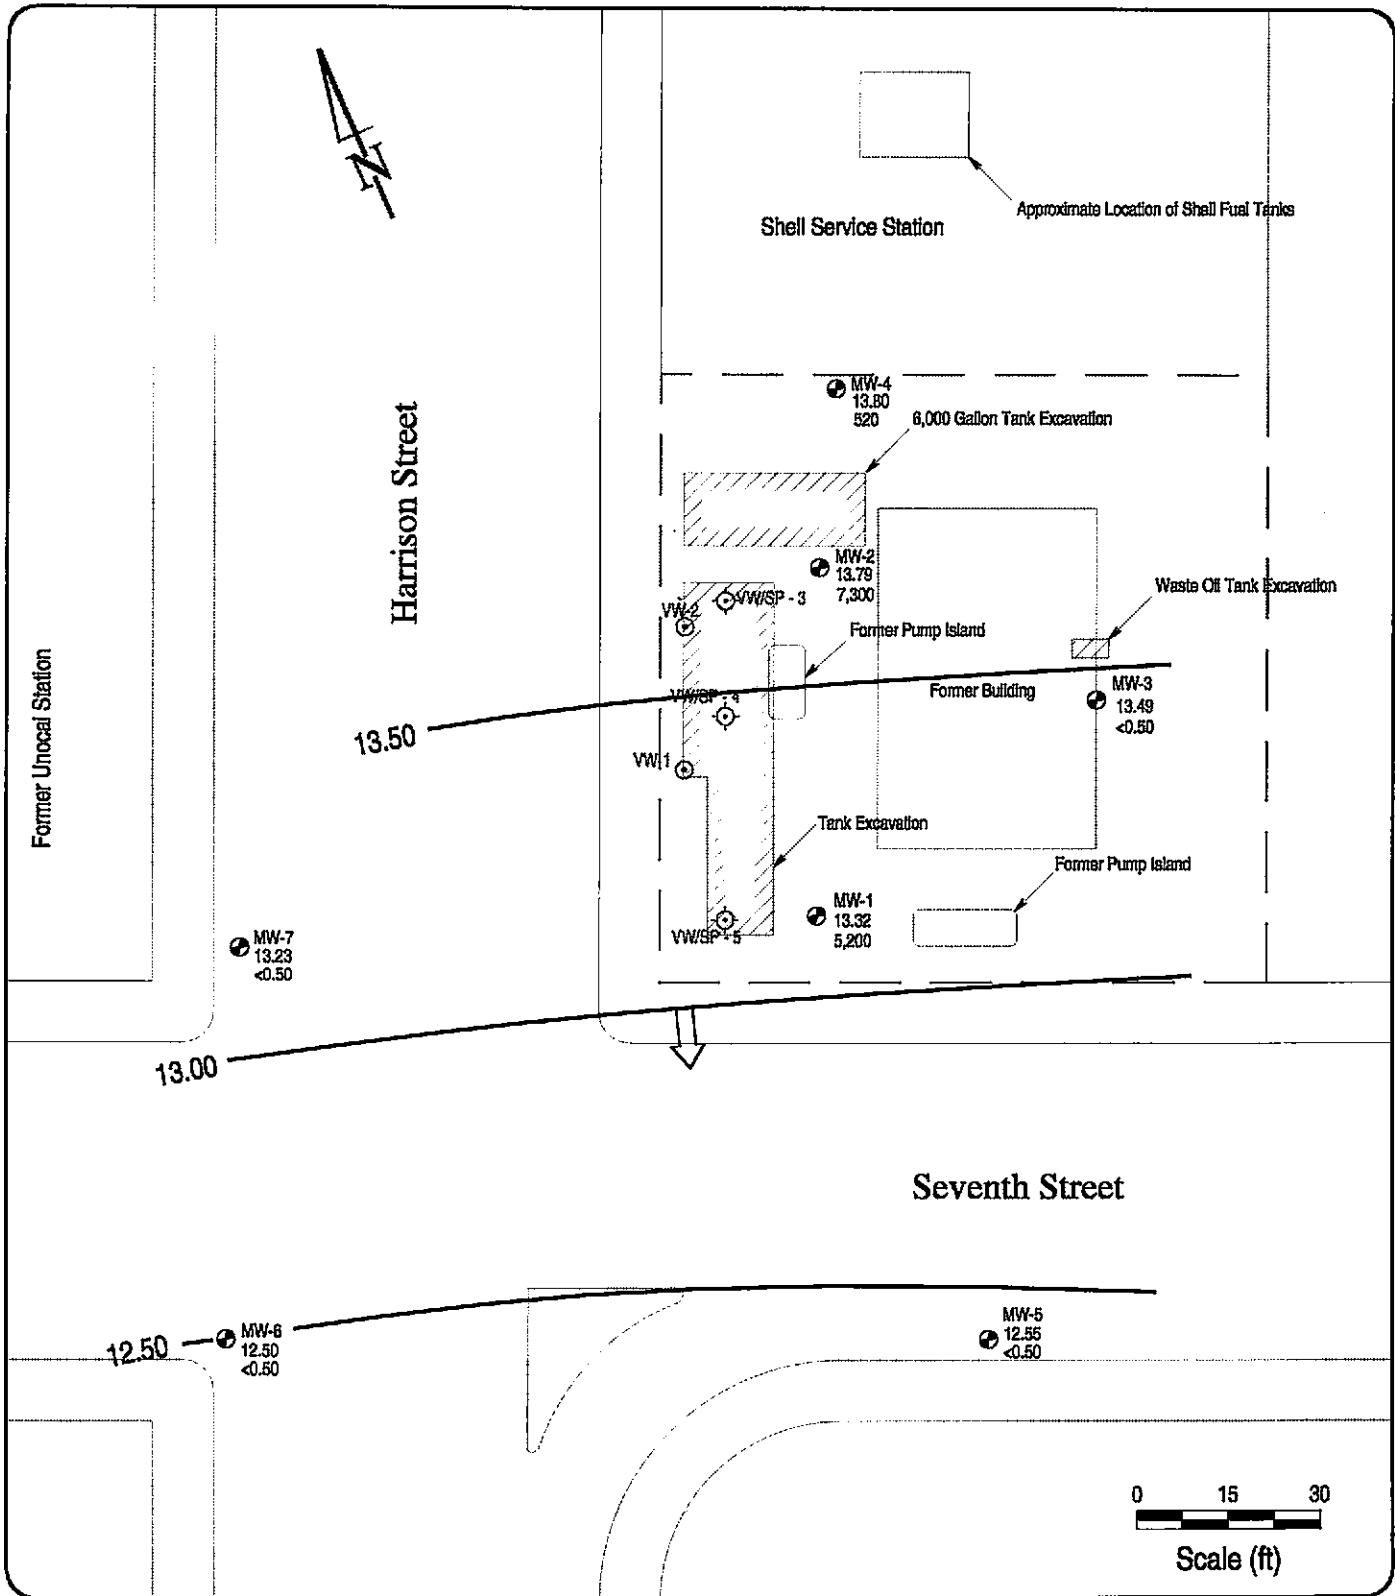 N
Approximate Location of Shell Fuel Tanks
Shell Service Station
MW-4
13.80
520
6,000 Gallon Tank Excavation
Harrison Street
MW-2
13.79
7,300
Waste Oil Tank Excavation
VW/SP - 3
VW-2
Former Pump Island
Former Unocal Station
VW/SP - 4
Former Building
MW-3
13.49
<0.50
13.50
VW-1
Tank Excavation
Former Pump Island
MW-1
13.32
5,200
VW/SP - 5
MW-7
13.23
<0.50
13.00
Seventh Street
MW-5
12.55
<0.50
MW-6
12.50
<0.50
12.50
0 15 30
Scale (ft)